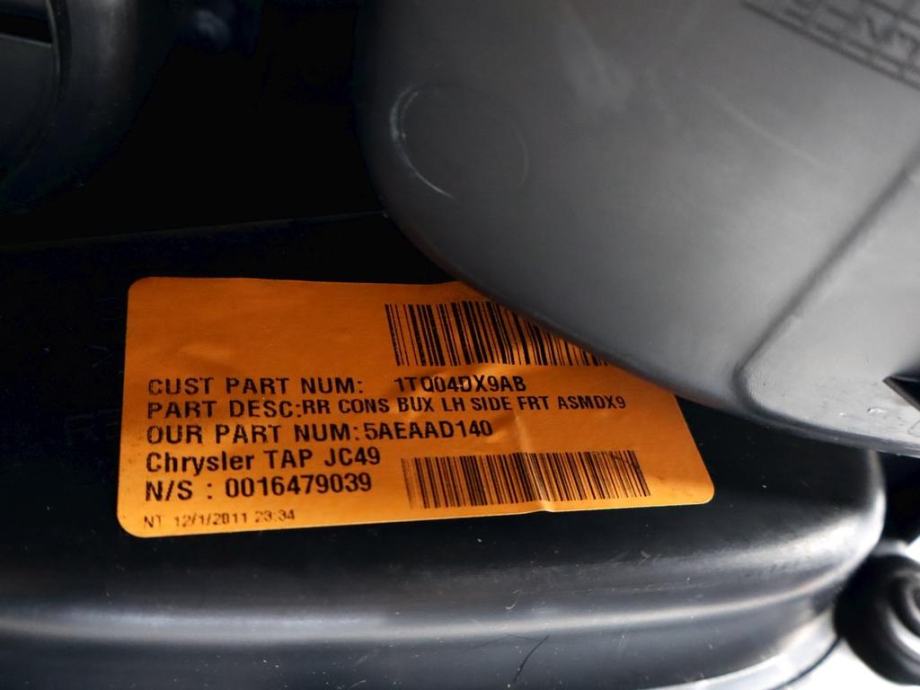 CUST PART NUM: 1TQ04DX9AB
PART DESC:RR CONS BUX LH SIDE FRT ASMDX9
OUR PART NUM:5AEAAD140
Chrysler TAP JC49
N/S : 0016479039
NT 12/1/2011 23:34